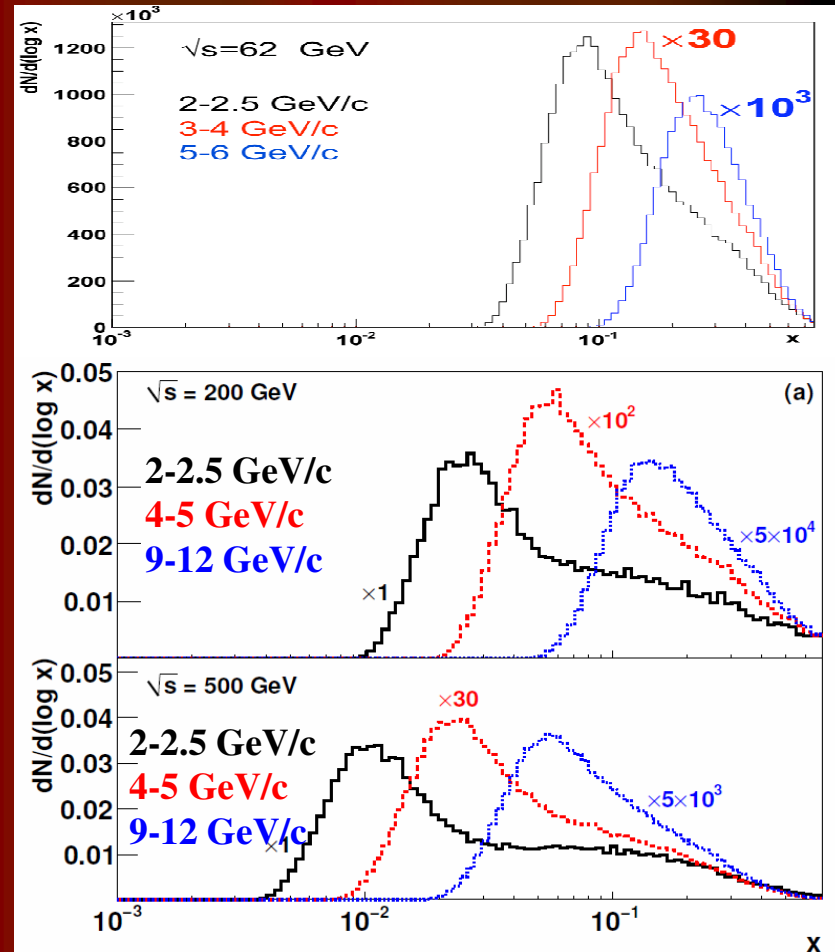 ×10³
dN/d(log x)
√s=62 GeV
2-2.5 GeV/c
3-4 GeV/c
5-6 GeV/c
×30
×10³
1200
1000
800
600
400
200
0
10⁻³
10⁻²
10⁻¹
x
dN/d(log x)
0.05
0.04
0.03
0.02
0.01
√s = 200 GeV
(a)
2-2.5 GeV/c
4-5 GeV/c
9-12 GeV/c
×1
×10²
×5×10⁴
dN/d(log x)
0.05
0.04
0.03
0.02
0.01
√s = 500 GeV
2-2.5 GeV/c
4-5 GeV/c
9-12 GeV/c
×1
×30
×5×10³
10⁻³
10⁻²
10⁻¹
x